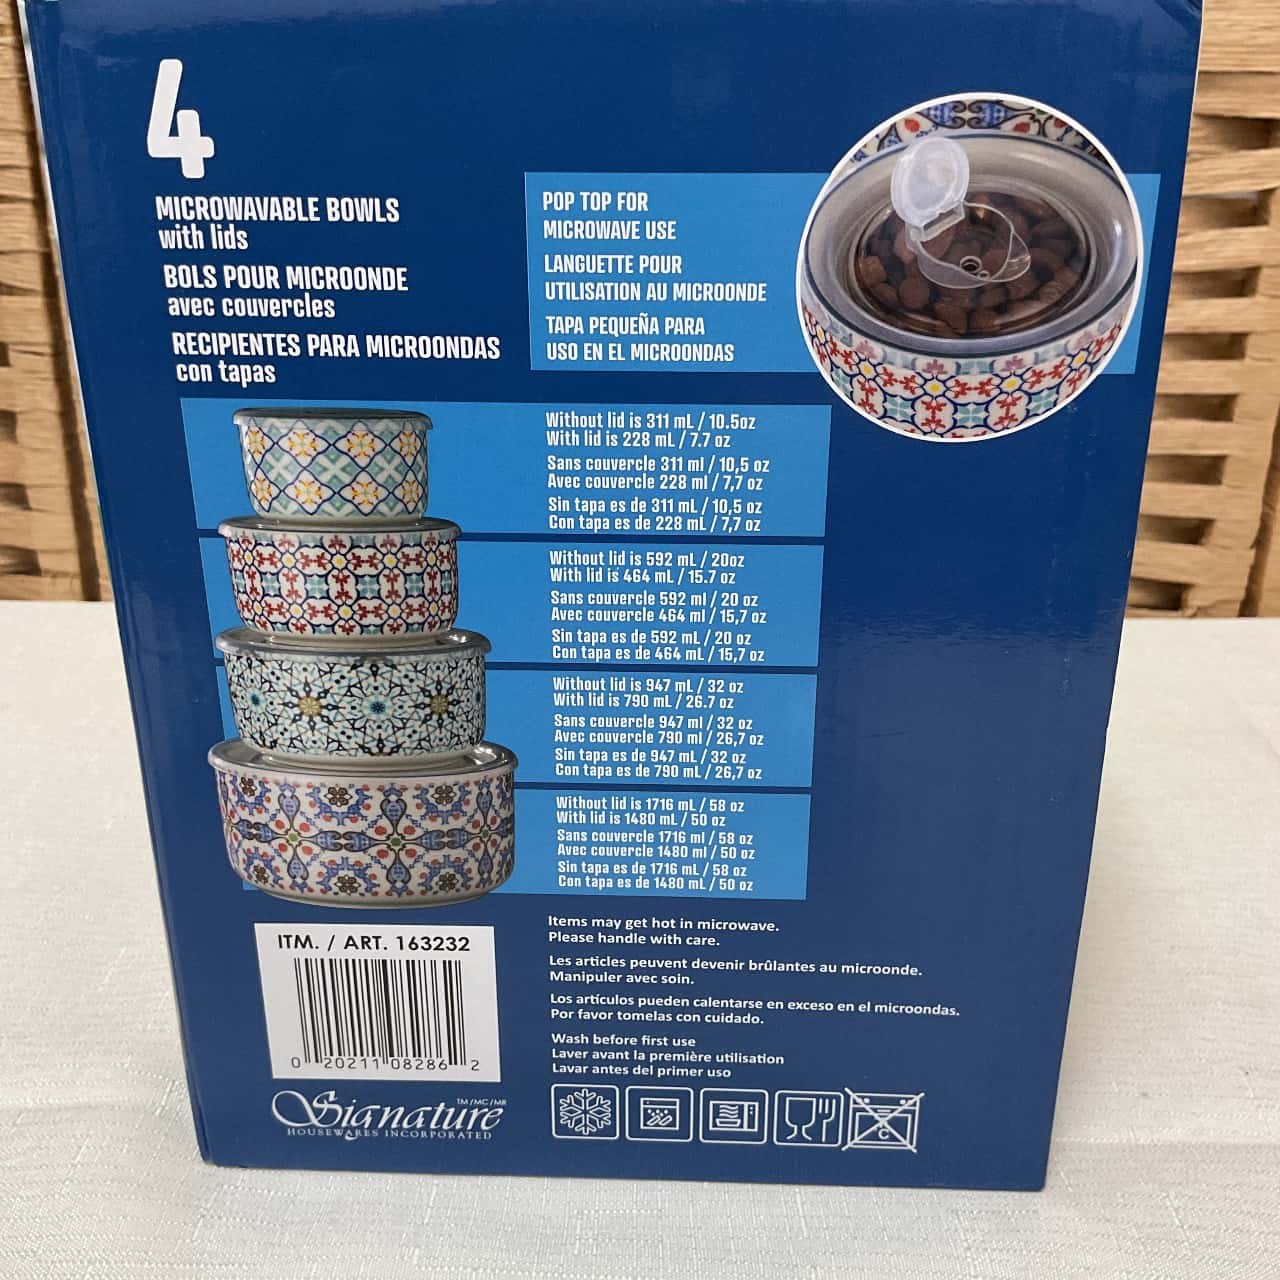 4
MICROWAVABLE BOWLS
with lids
BOLS POUR MICROONDE
avec couvercles
RECIPIENTES PARA MICROONDAS
con tapas
POP TOP FOR
MICROWAVE USE
LANGUETTE POUR
UTILISATION AU MICROONDE
TAPA PEQUEÑA PARA
USO EN EL MICROONDAS
Without lid is 311 mL / 10.5oz
With lid is 228 mL / 7.7 oz
Sans couvercle 311 ml / 10,5 oz
Avec couvercle 228 ml / 7,7 oz
Sin tapa es de 311 mL / 10,5 oz
Con tapa es de 228 mL / 7,7 oz
Without lid is 592 mL / 20oz
With lid is 464 mL / 15.7 oz
Sans couvercle 592 ml / 20 oz
Avec couvercle 464 ml / 15,7 oz
Sin tapa es de 592 mL / 20 oz
Con tapa es de 464 mL / 15,7 oz
Without lid is 947 mL / 32 oz
With lid is 790 mL / 26.7 oz
Sans couvercle 947 ml / 32 oz
Avec couvercle 790 ml / 26,7 oz
Sin tapa es de 947 mL / 32 oz
Con tapa es de 790 mL / 26,7 oz
Without lid is 1716 mL / 58 oz
With lid is 1480 mL / 50 oz
Sans couvercle 1716 ml / 58 oz
Avec couvercle 1480 ml / 50 oz
Sin tapa es de 1716 mL / 58 oz
Con tapa es de 1480 mL / 50 oz
ITM. / ART. 163232
0 20211 08286 2
Signature TM/MC/MR
HOUSEWARES INCORPORATED
Items may get hot in microwave.
Please handle with care.
Les articles peuvent devenir brûlantes au microonde.
Manipuler avec soin.
Los artículos pueden calentarse en exceso en el microondas.
Por favor tomelas con cuidado.
Wash before first use
Laver avant la première utilisation
Lavar antes del primer uso
C